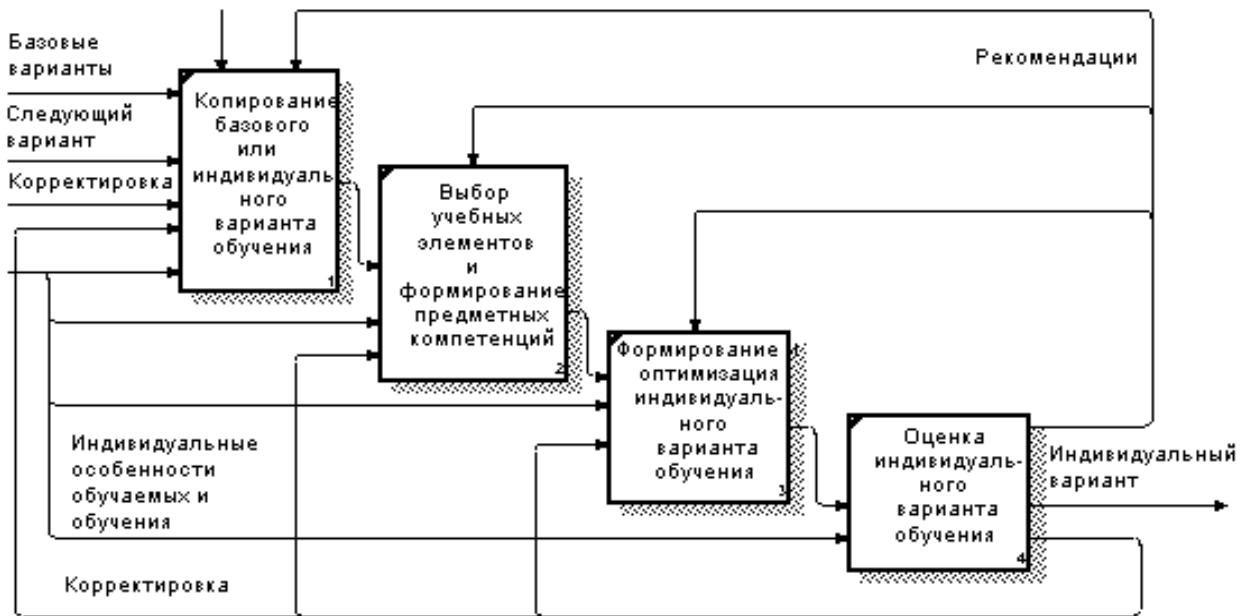 Базовые
варианты
Следующий
вариант
Корректировка
Копирование
базового
или
индивидуаль-
ного
варианта
обучения
1
Рекомендации
Выбор
учебных
элементов
и
формирование
предметных
компетенций
2
Формирование и
оптимизация
индивидуаль-
ного
варианта
обучения
3
Оценка
индивидуаль-
ного
варианта
обучения
4
Индивидуальный
вариант
Индивидуальные
особенности
обучаемых и
обучения
Корректировка